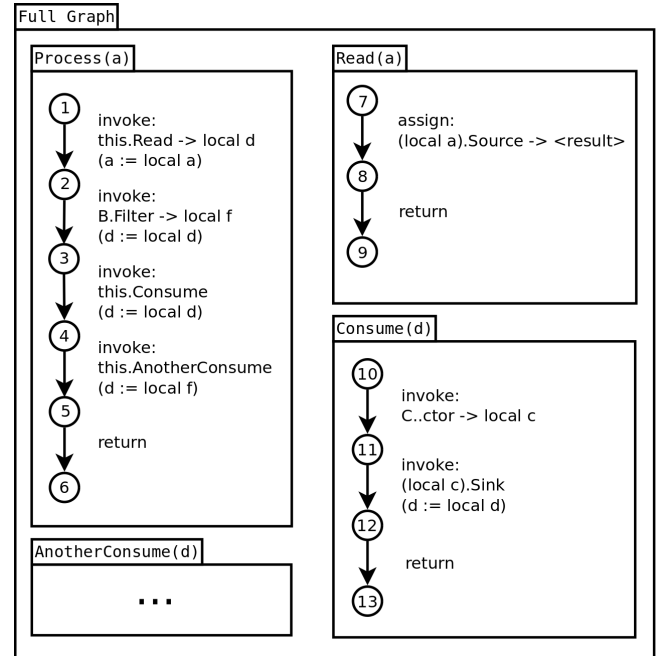 Full Graph
Process(a)
1
invoke:
this.Read -> local d
(a := local a)
2
invoke:
B.Filter -> local f
(d := local d)
3
invoke:
this.Consume
(d := local d)
4
invoke:
this.AnotherConsume
(d := local f)
5
return
6
AnotherConsume(d)
...
Read(a)
7
assign:
(local a).Source -> <result>
8
return
9
Consume(d)
10
invoke:
C..ctor -> local c
11
invoke:
(local c).Sink
(d := local d)
12
return
13